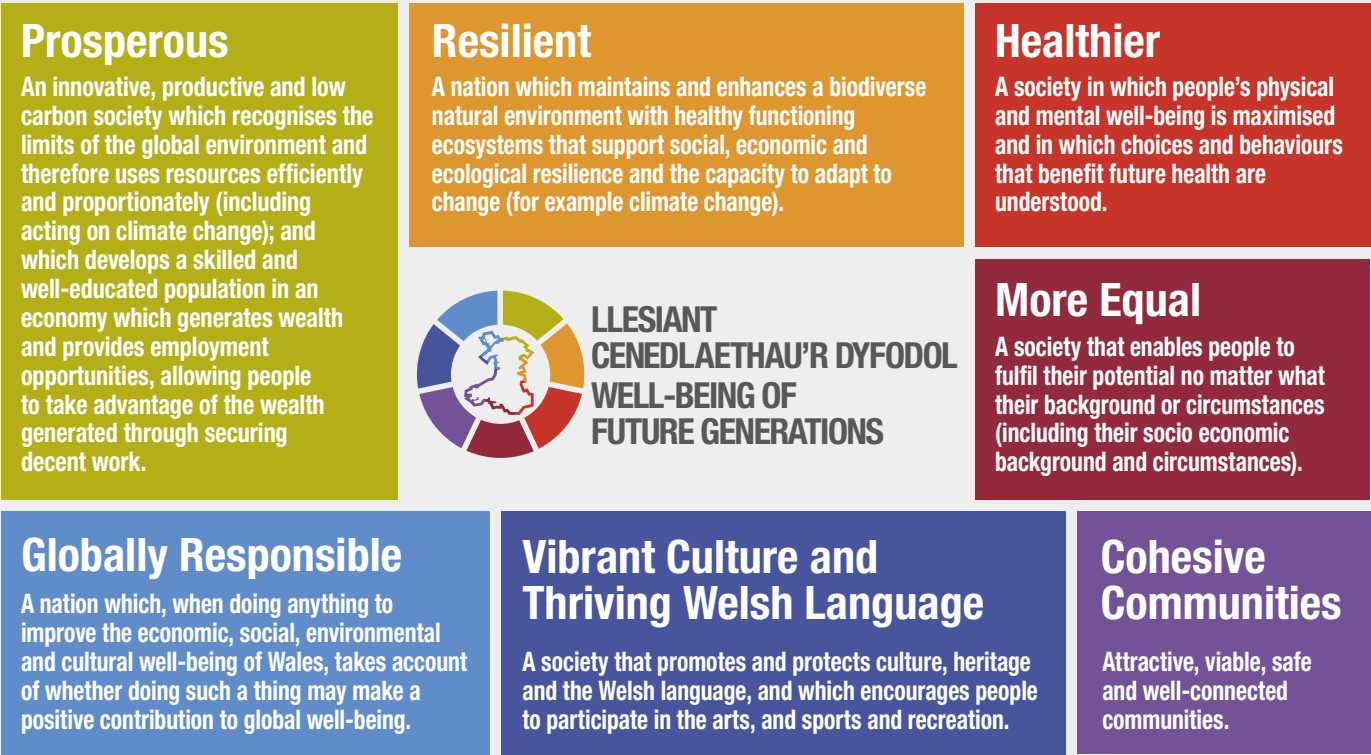 Prosperous
An innovative, productive and low
carbon society which recognises the
limits of the global environment and
therefore uses resources efficiently
and proportionately (including
acting on climate change); and
which develops a skilled and
well-educated population in an
economy which generates wealth
and provides employment
opportunities, allowing people
to take advantage of the wealth
generated through securing
decent work.
Resilient
A nation which maintains and enhances a biodiverse
natural environment with healthy functioning
ecosystems that support social, economic and
ecological resilience and the capacity to adapt to
change (for example climate change).
Healthier
A society in which people’s physical
and mental well-being is maximised
and in which choices and behaviours
that benefit future health are
understood.
LLESIANT
CENEDLAETHAU’R DYFODOL
WELL-BEING OF
FUTURE GENERATIONS
More Equal
A society that enables people to
fulfil their potential no matter what
their background or circumstances
(including their socio economic
background and circumstances).
Globally Responsible
A nation which, when doing anything to
improve the economic, social, environmental
and cultural well-being of Wales, takes account
of whether doing such a thing may make a
positive contribution to global well-being.
Vibrant Culture and
Thriving Welsh Language
A society that promotes and protects culture, heritage
and the Welsh language, and which encourages people
to participate in the arts, and sports and recreation.
Cohesive
Communities
Attractive, viable, safe
and well-connected
communities.